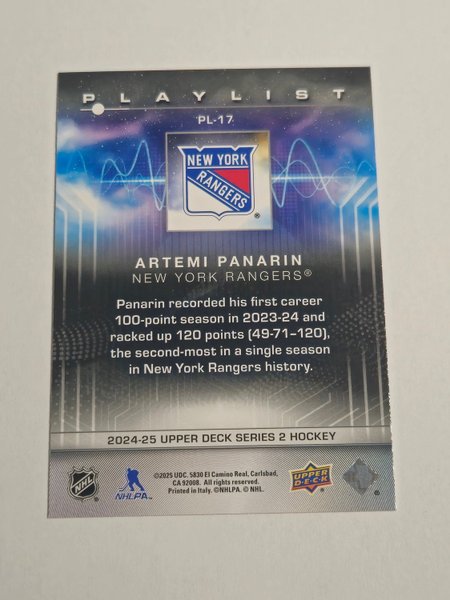 PLAYLIST
PL-17
NEW YORK
RANGERS
®
ARTEMI PANARIN
NEW YORK RANGERS®
Panarin recorded his first career
100-point season in 2023-24 and
racked up 120 points (49-71–120),
the second-most in a single season
in New York Rangers history.
2024-25 UPPER DECK SERIES 2 HOCKEY
©2025 UDC. 5830 El Camino Real, Carlsbad,
CA 92008. All rights reserved.
Printed in Italy. ©NHLPA. © NHL.
NHL
NHLPA
UPPER
DECK